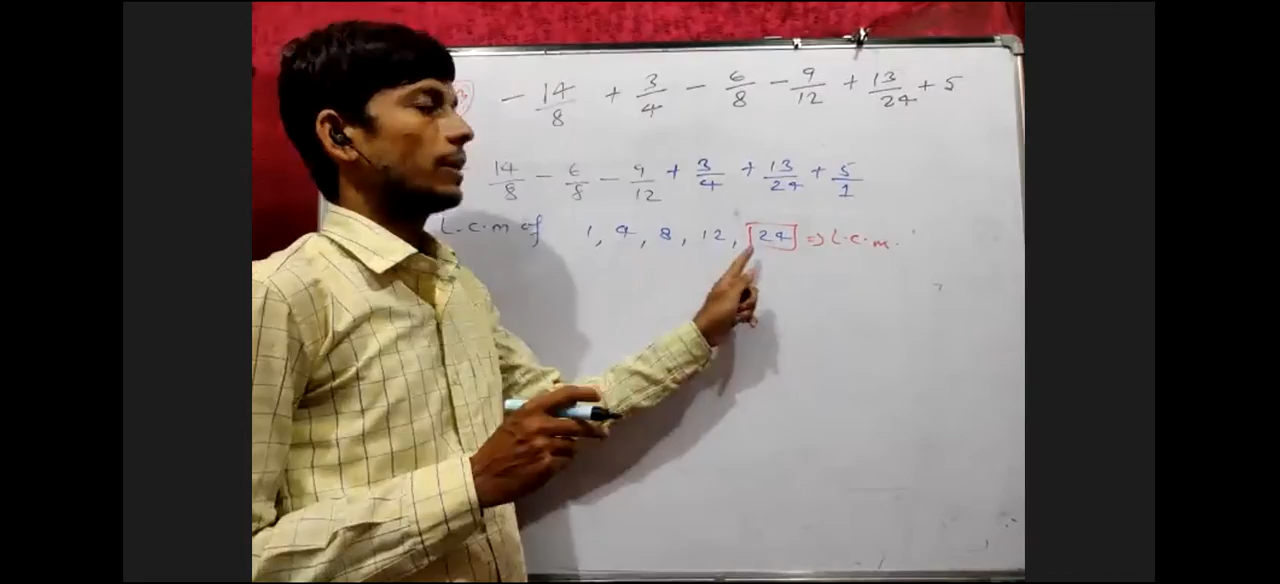 - 14/8 + 3/4 - 6/8 - 9/12 + 13/24 + 5
14/8 - 6/8 - 9/12 + 3/4 + 13/24 + 5/1
L.C.M of 1, 4, 8, 12, 24 ⇒ L.C.M.